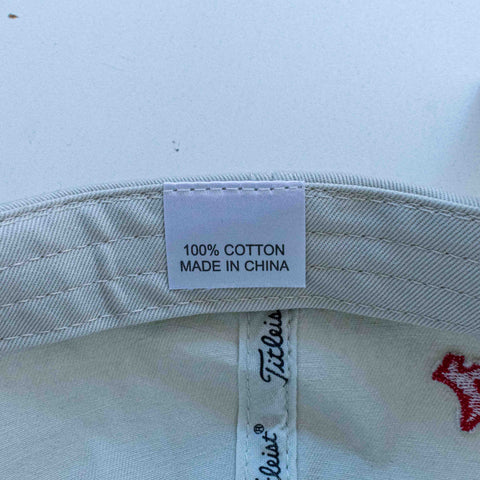 100% COTTON
MADE IN CHINA
Titleist
Titleist®